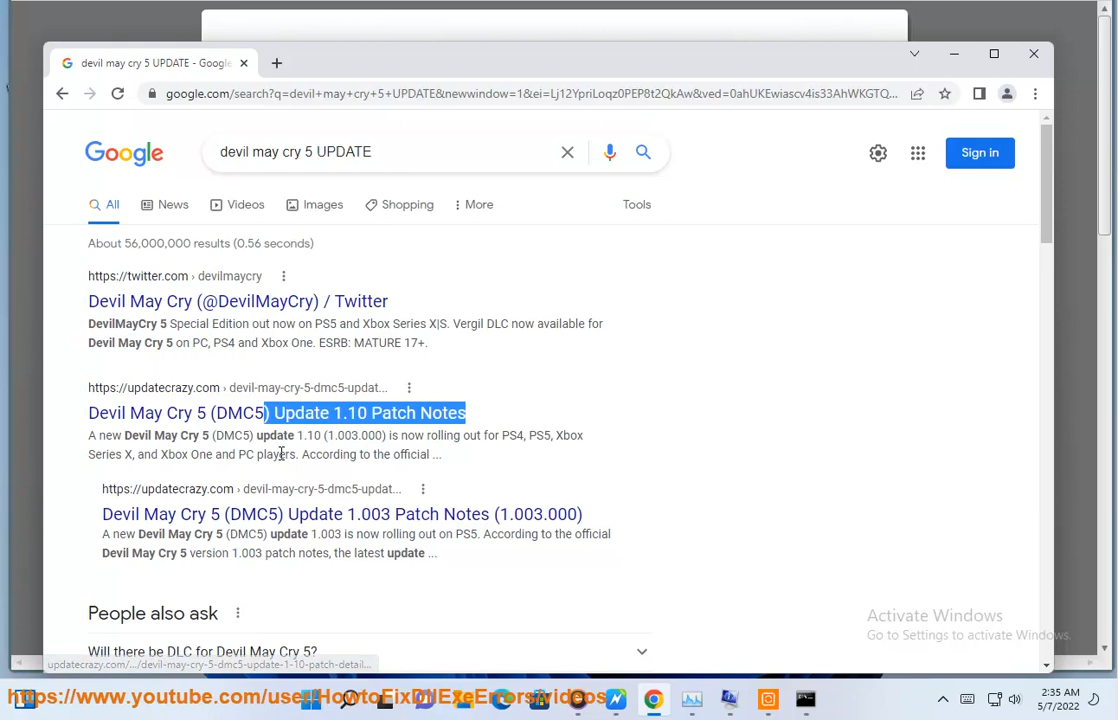 devil may cry 5 UPDATE - Google
google.com/search?q=devil+may+cry+5+UPDATE&newwindow=1&ei=Lj12YpriLoqz0PEP8t2QkAw&ved=0ahUKEwiascv4is33AhWKGTQ...
Google
devil may cry 5 UPDATE
Sign in
All
News
Videos
Images
Shopping
More
Tools
About 56,000,000 results (0.56 seconds)
https://twitter.com › devilmaycry
Devil May Cry (@DevilMayCry) / Twitter
DevilMayCry 5 Special Edition out now on PS5 and Xbox Series X|S. Vergil DLC now available for
Devil May Cry 5 on PC, PS4 and Xbox One. ESRB: MATURE 17+.
https://updatecrazy.com › devil-may-cry-5-dmc5-updat...
Devil May Cry 5 (DMC5) Update 1.10 Patch Notes
A new Devil May Cry 5 (DMC5) update 1.10 (1.003.000) is now rolling out for PS4, PS5, Xbox
Series X, and Xbox One and PC players. According to the official ...
https://updatecrazy.com › devil-may-cry-5-dmc5-updat...
Devil May Cry 5 (DMC5) Update 1.003 Patch Notes (1.003.000)
A new Devil May Cry 5 (DMC5) update 1.003 is now rolling out on PS5. According to the official
Devil May Cry 5 version 1.003 patch notes, the latest update ...
People also ask
Will there be DLC for Devil May Cry 5?
Activate Windows
Go to Settings to activate Windows.
updatecrazy.com/.../devil-may-cry-5-dmc5-update-1-10-patch-detail...
https://www.youtube.com/user/HowtoFixDllExeErrors/videos
2:35 AM
5/7/2022